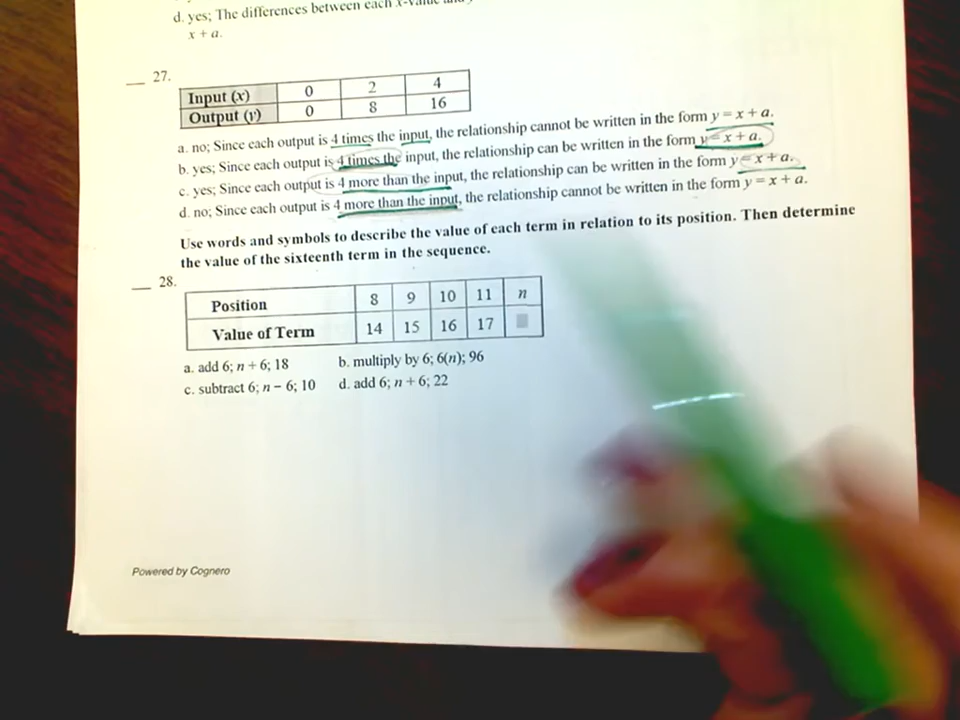 d. yes; The differences between each x-value and
x + a.
27.
Input (x) 0 2 4
Output (y) 0 8 16
a. no; Since each output is 4 times the input, the relationship cannot be written in the form y = x + a.
b. yes; Since each output is 4 times the input, the relationship can be written in the form y = x + a.
c. yes; Since each output is 4 more than the input, the relationship can be written in the form y = x + a.
d. no; Since each output is 4 more than the input, the relationship cannot be written in the form y = x + a.
Use words and symbols to describe the value of each term in relation to its position. Then determine
the value of the sixteenth term in the sequence.
28.
Position 8 9 10 11 n
Value of Term 14 15 16 17
a. add 6; n + 6; 18 b. multiply by 6; 6(n); 96
c. subtract 6; n − 6; 10 d. add 6; n + 6; 22
Powered by Cognero